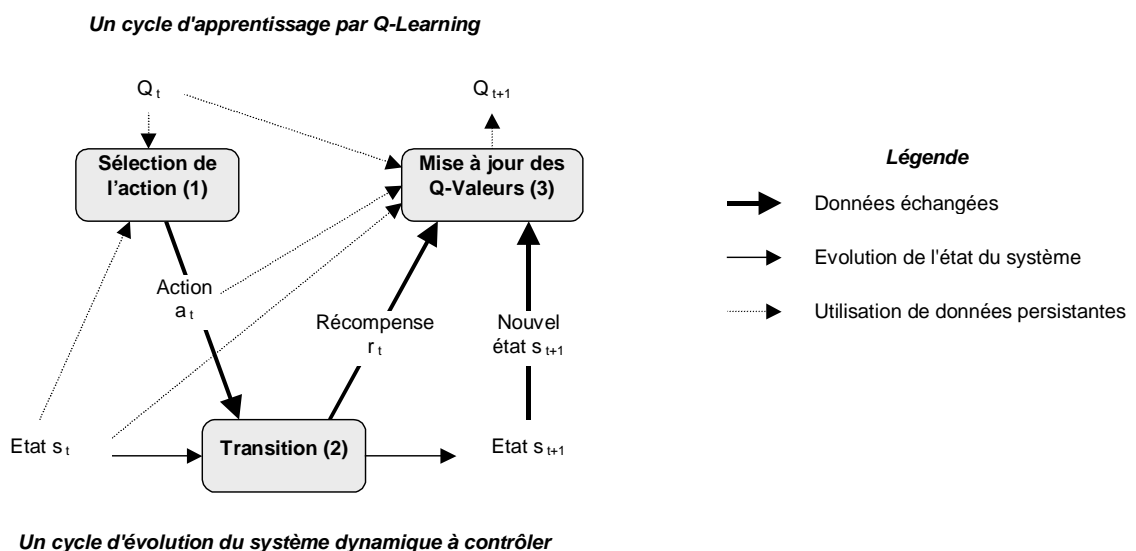 Un cycle d'apprentissage par Q-Learning
Q t
Q t+1
Sélection de
l'action (1)
Mise à jour des
Q-Valeurs (3)
Légende
Données échangées
Evolution de l'état du système
Utilisation de données persistantes
Action
a t
Récompense
r t
Nouvel
état s t+1
Etat s t
Transition (2)
Etat s t+1
Un cycle d'évolution du système dynamique à contrôler